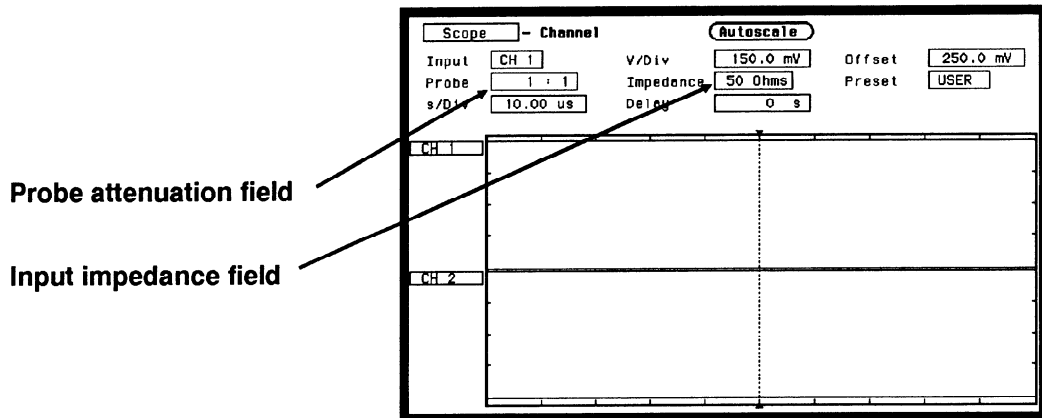 Scope - Channel Autoscale
Input CH 1 V/Div 150.0 mV Offset 250.0 mV
Probe 1 : 1 Impedance 50 Ohms Preset USER
s/Div 10.00 us Delay 0 s
CH 1
Probe attenuation field
Input impedance field
CH 2